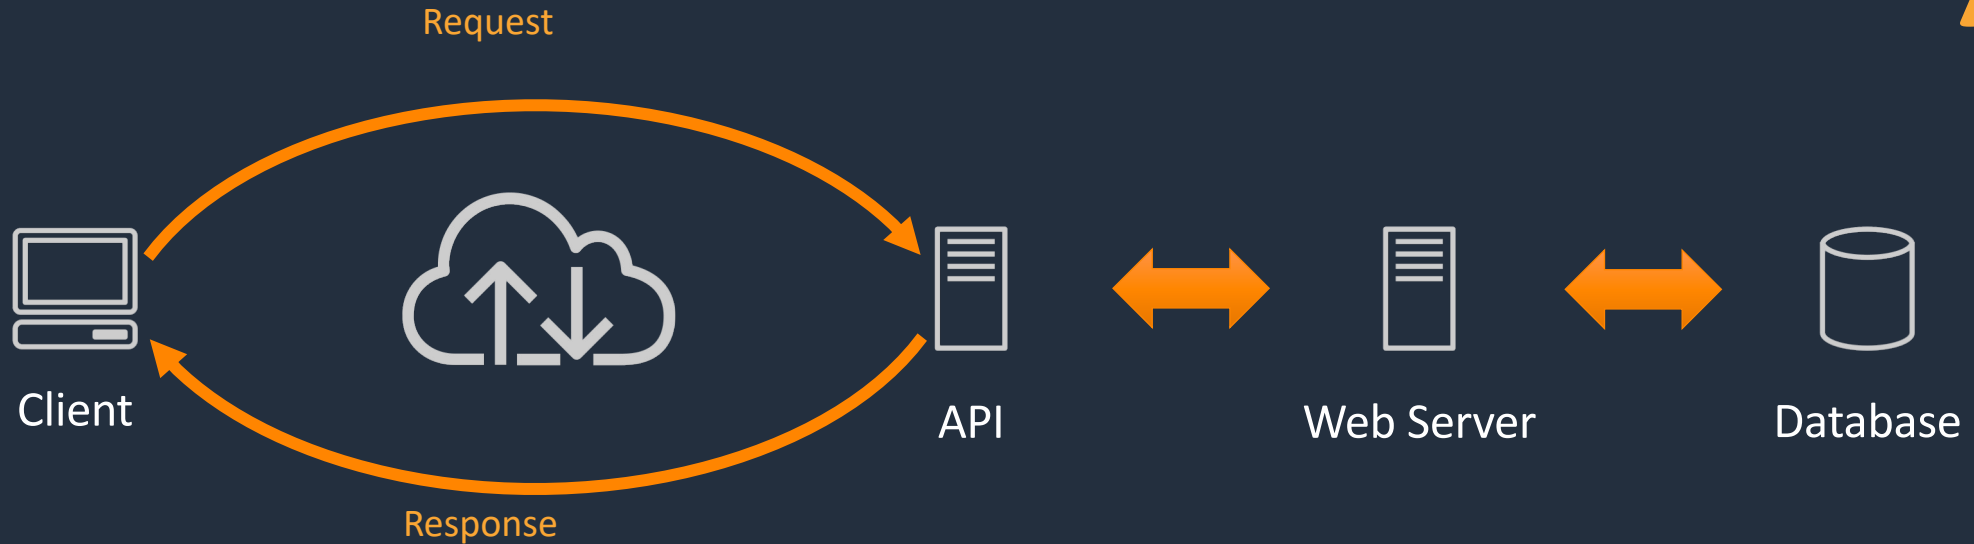 Request
Client
API
Web Server
Database
Response